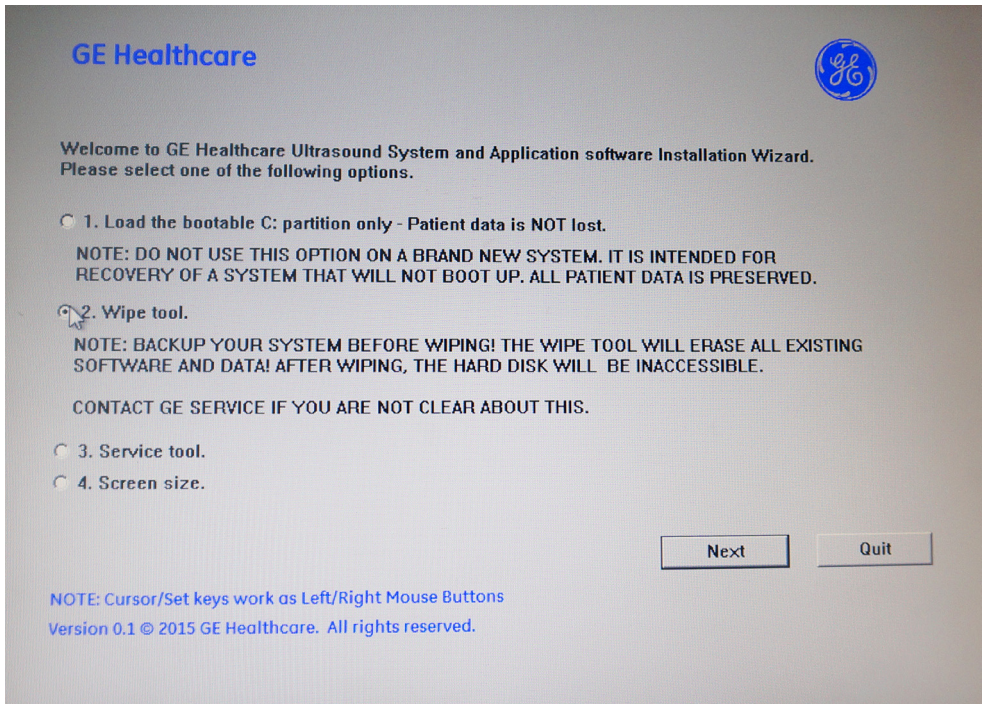 GE Healthcare
GE
Welcome to GE Healthcare Ultrasound System and Application software Installation Wizard.
Please select one of the following options.
1. Load the bootable C: partition only - Patient data is NOT lost.
NOTE: DO NOT USE THIS OPTION ON A BRAND NEW SYSTEM. IT IS INTENDED FOR
RECOVERY OF A SYSTEM THAT WILL NOT BOOT UP. ALL PATIENT DATA IS PRESERVED.
2. Wipe tool.
NOTE: BACKUP YOUR SYSTEM BEFORE WIPING! THE WIPE TOOL WILL ERASE ALL EXISTING
SOFTWARE AND DATA! AFTER WIPING, THE HARD DISK WILL BE INACCESSIBLE.
CONTACT GE SERVICE IF YOU ARE NOT CLEAR ABOUT THIS.
3. Service tool.
4. Screen size.
Next
Quit
NOTE: Cursor/Set keys work as Left/Right Mouse Buttons
Version 0.1 © 2015 GE Healthcare. All rights reserved.